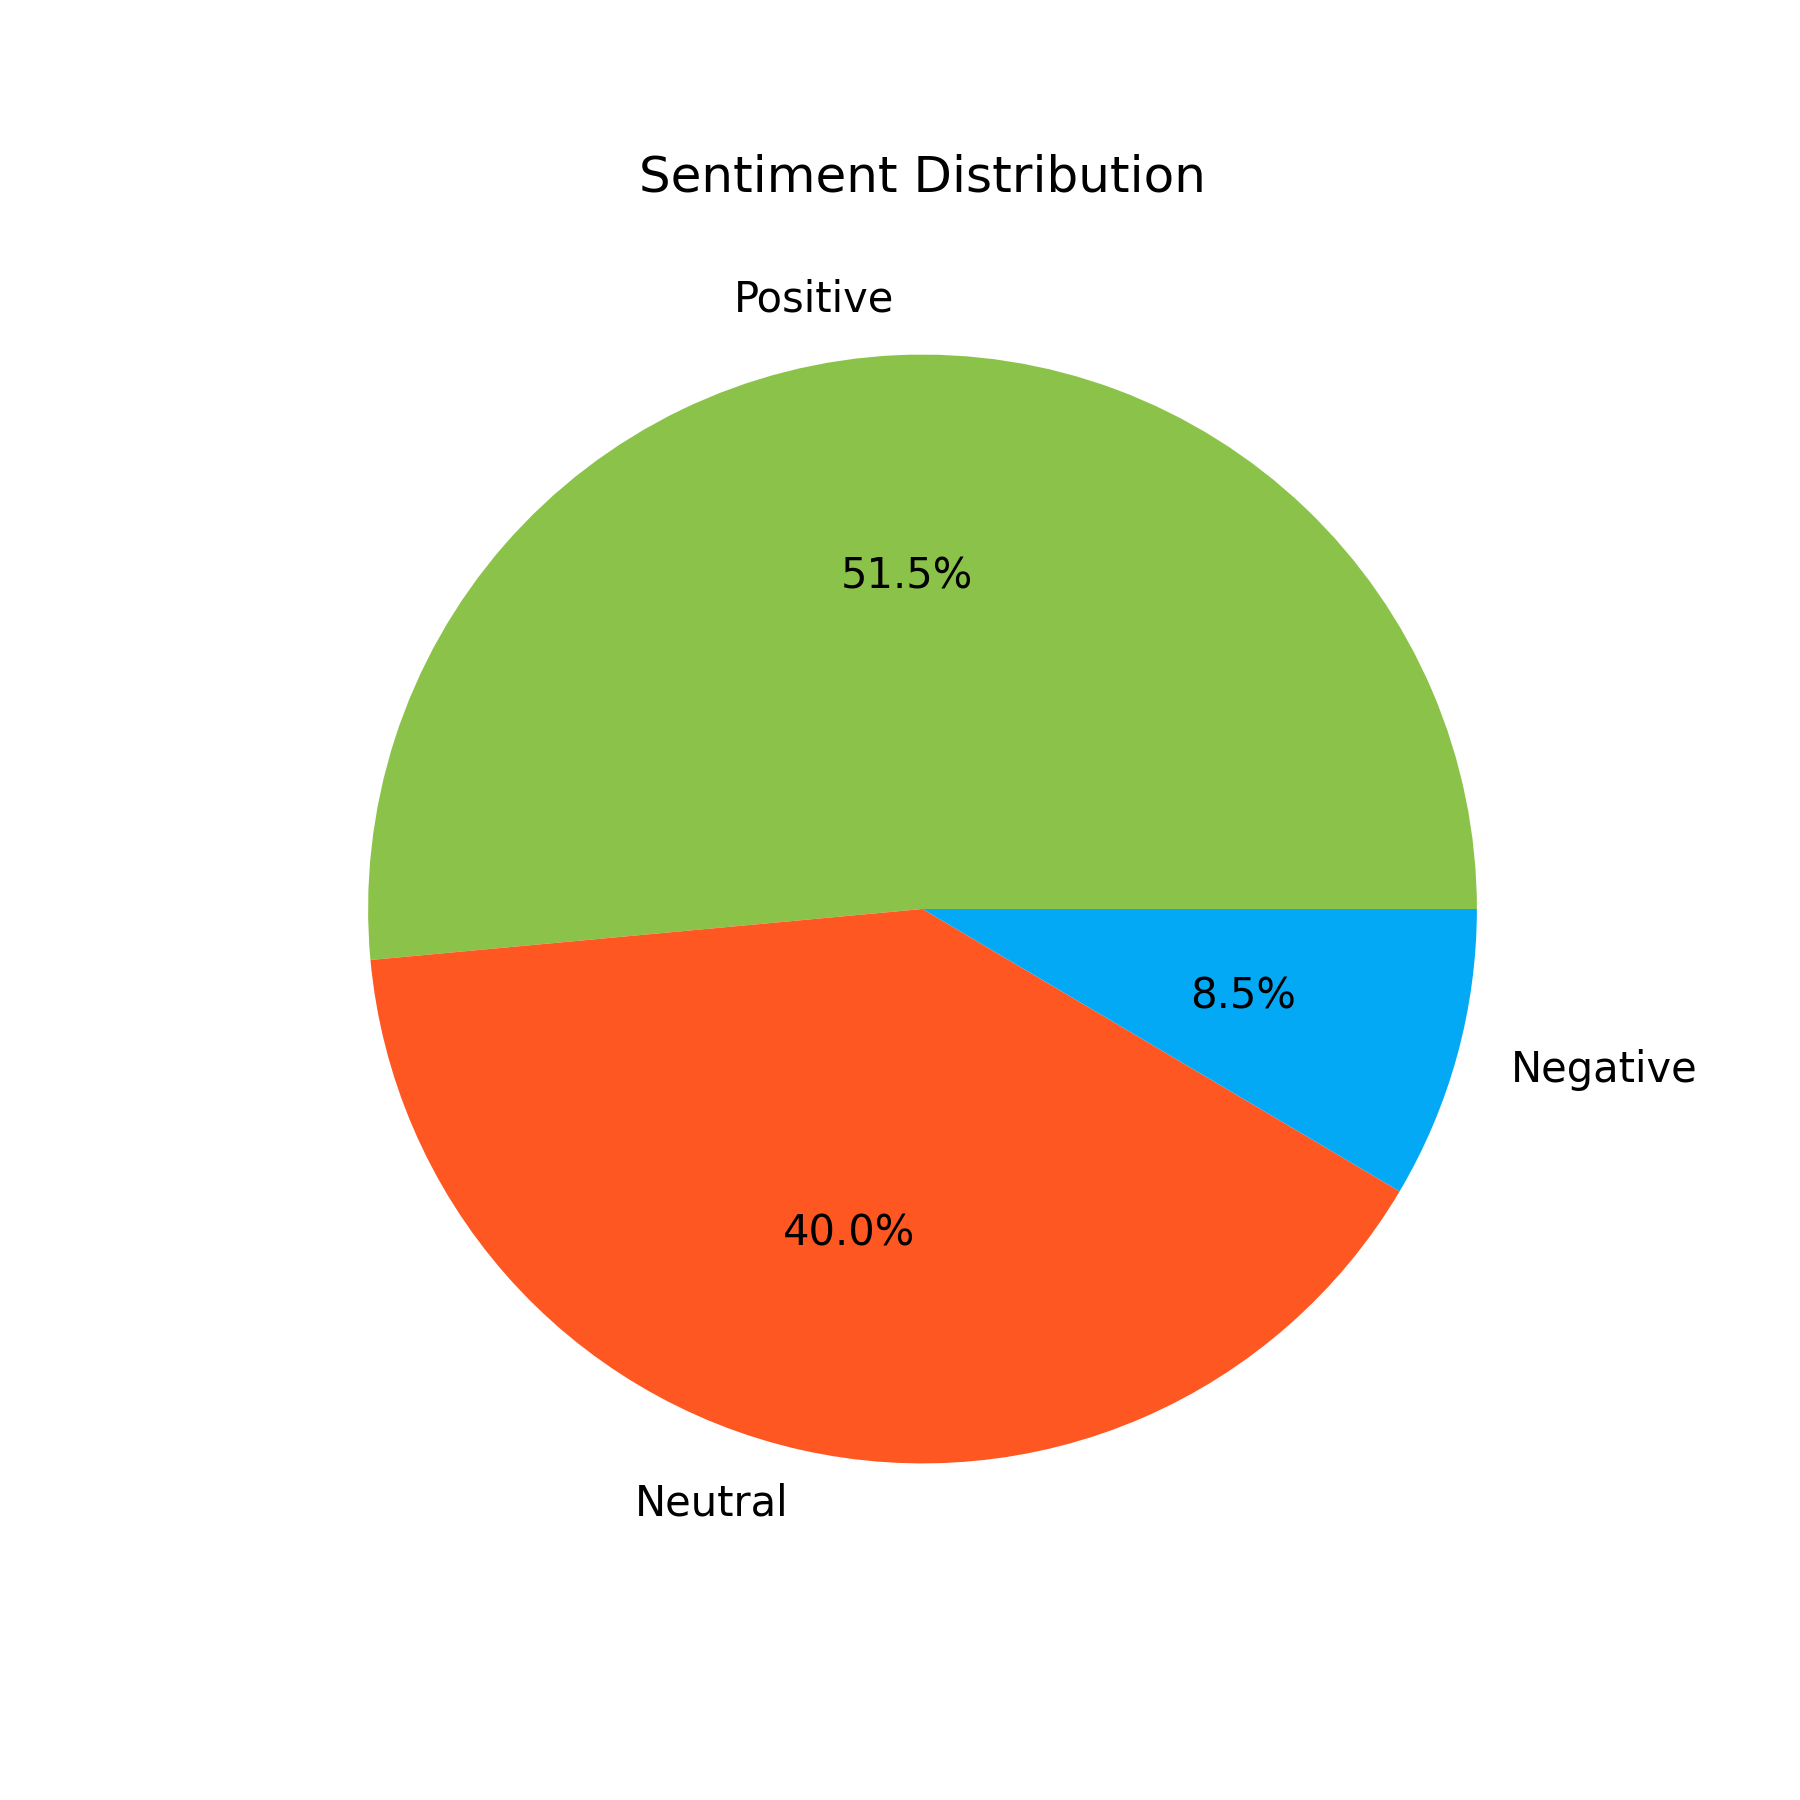 Sentiment Distribution
Positive
51.5%
8.5%
Negative
40.0%
Neutral